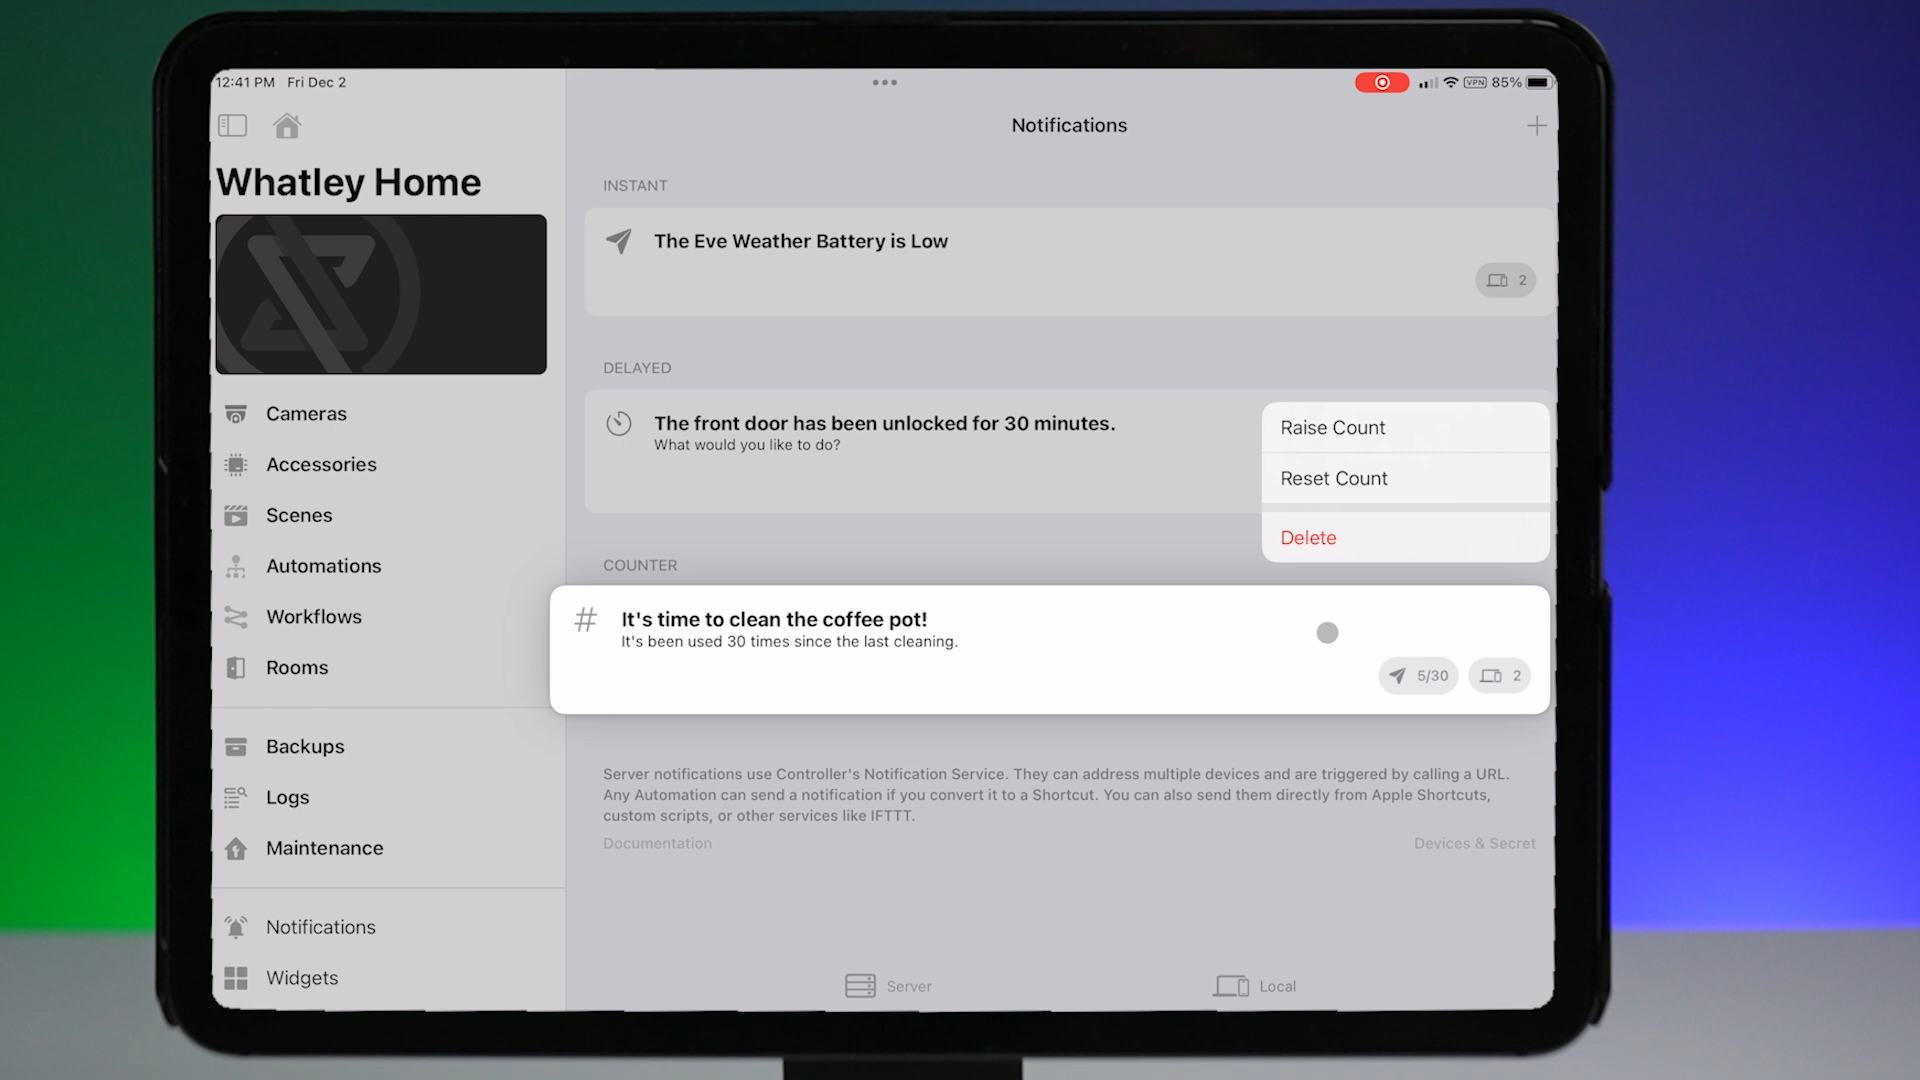 12:41 PM Fri Dec 2
VPN 85%
Whatley Home
Cameras
Accessories
Scenes
Automations
Workflows
Rooms
Backups
Logs
Maintenance
Notifications
Widgets
Notifications
INSTANT
The Eve Weather Battery is Low
2
DELAYED
The front door has been unlocked for 30 minutes.
What would you like to do?
Raise Count
Reset Count
Delete
COUNTER
It's time to clean the coffee pot!
It's been used 30 times since the last cleaning.
5/30
2
Server notifications use Controller's Notification Service. They can address multiple devices and are triggered by calling a URL.
Any Automation can send a notification if you convert it to a Shortcut. You can also send them directly from Apple Shortcuts,
custom scripts, or other services like IFTTT.
Documentation
Devices & Secret
Server
Local